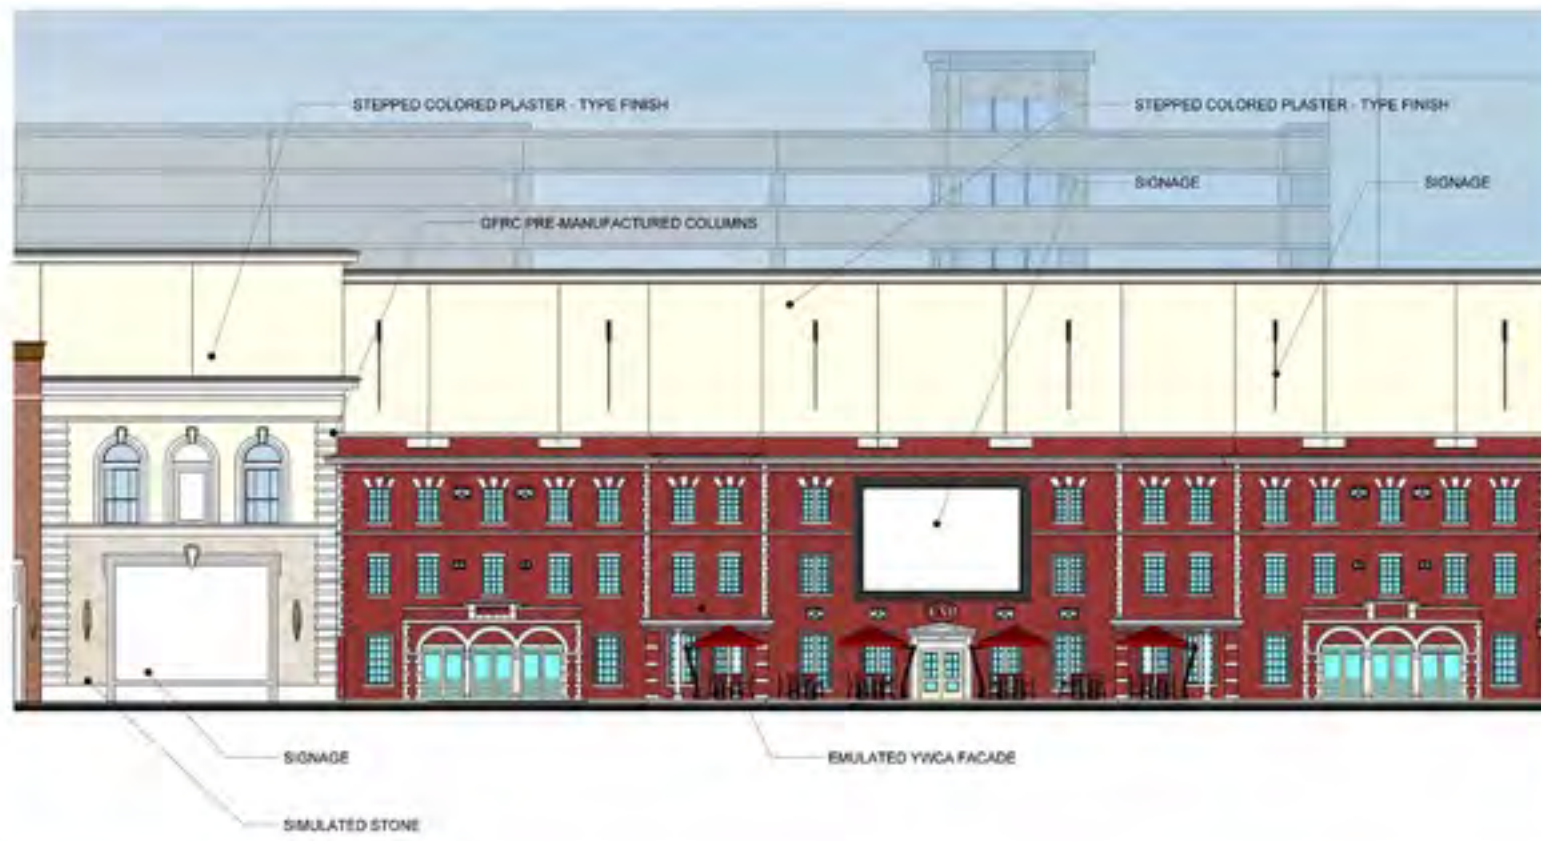 STEPPED COLORED PLASTER - TYPE FINISH
STEPPED COLORED PLASTER - TYPE FINISH
SIGNAGE
SIGNAGE
GFRC PRE-MANUFACTURED COLUMNS
SIGNAGE
EMULATED YWCA FACADE
SIMULATED STONE